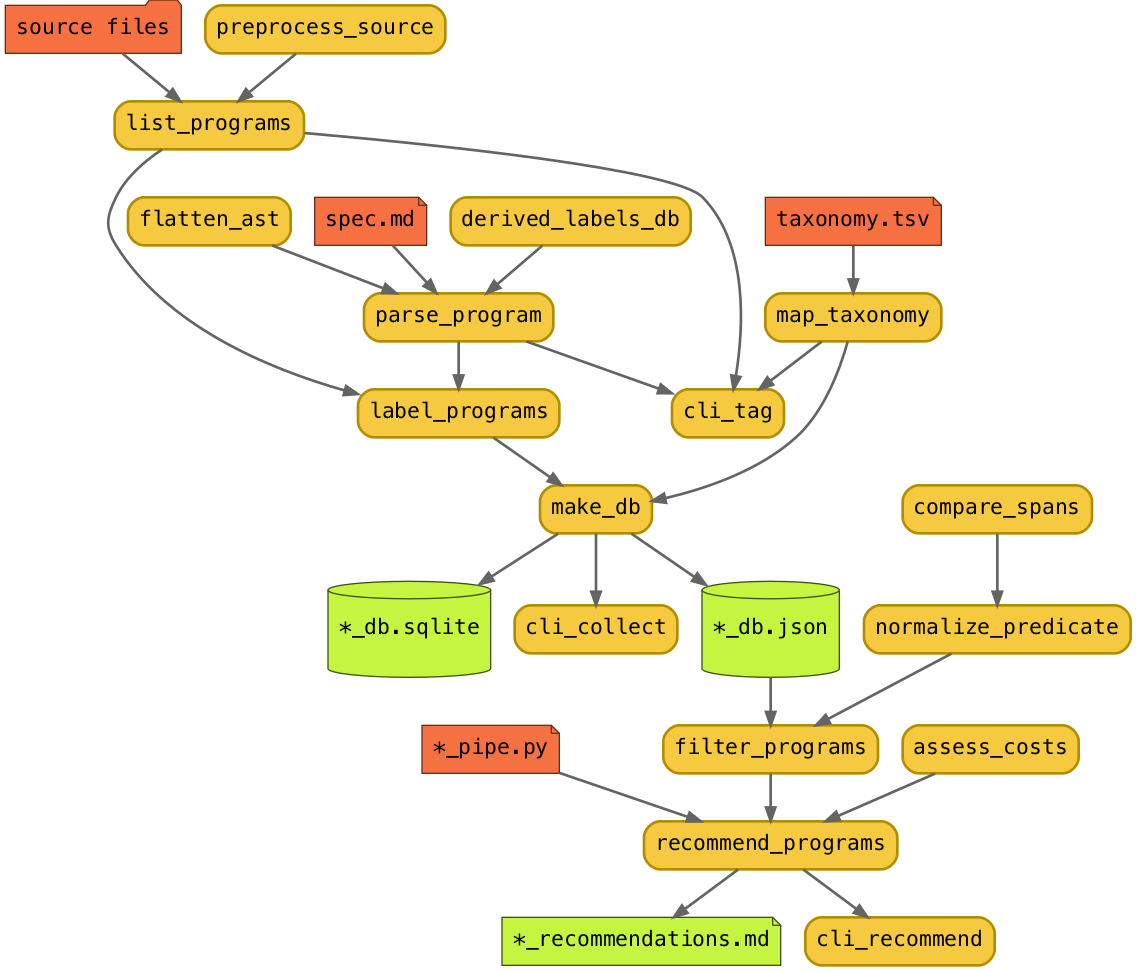 source files
preprocess_source
list_programs
flatten_ast
spec.md
derived_labels_db
taxonomy.tsv
parse_program
map_taxonomy
label_programs
cli_tag
make_db
compare_spans
*_db.sqlite
cli_collect
*_db.json
normalize_predicate
*_pipe.py
filter_programs
assess_costs
recommend_programs
*_recommendations.md
cli_recommend